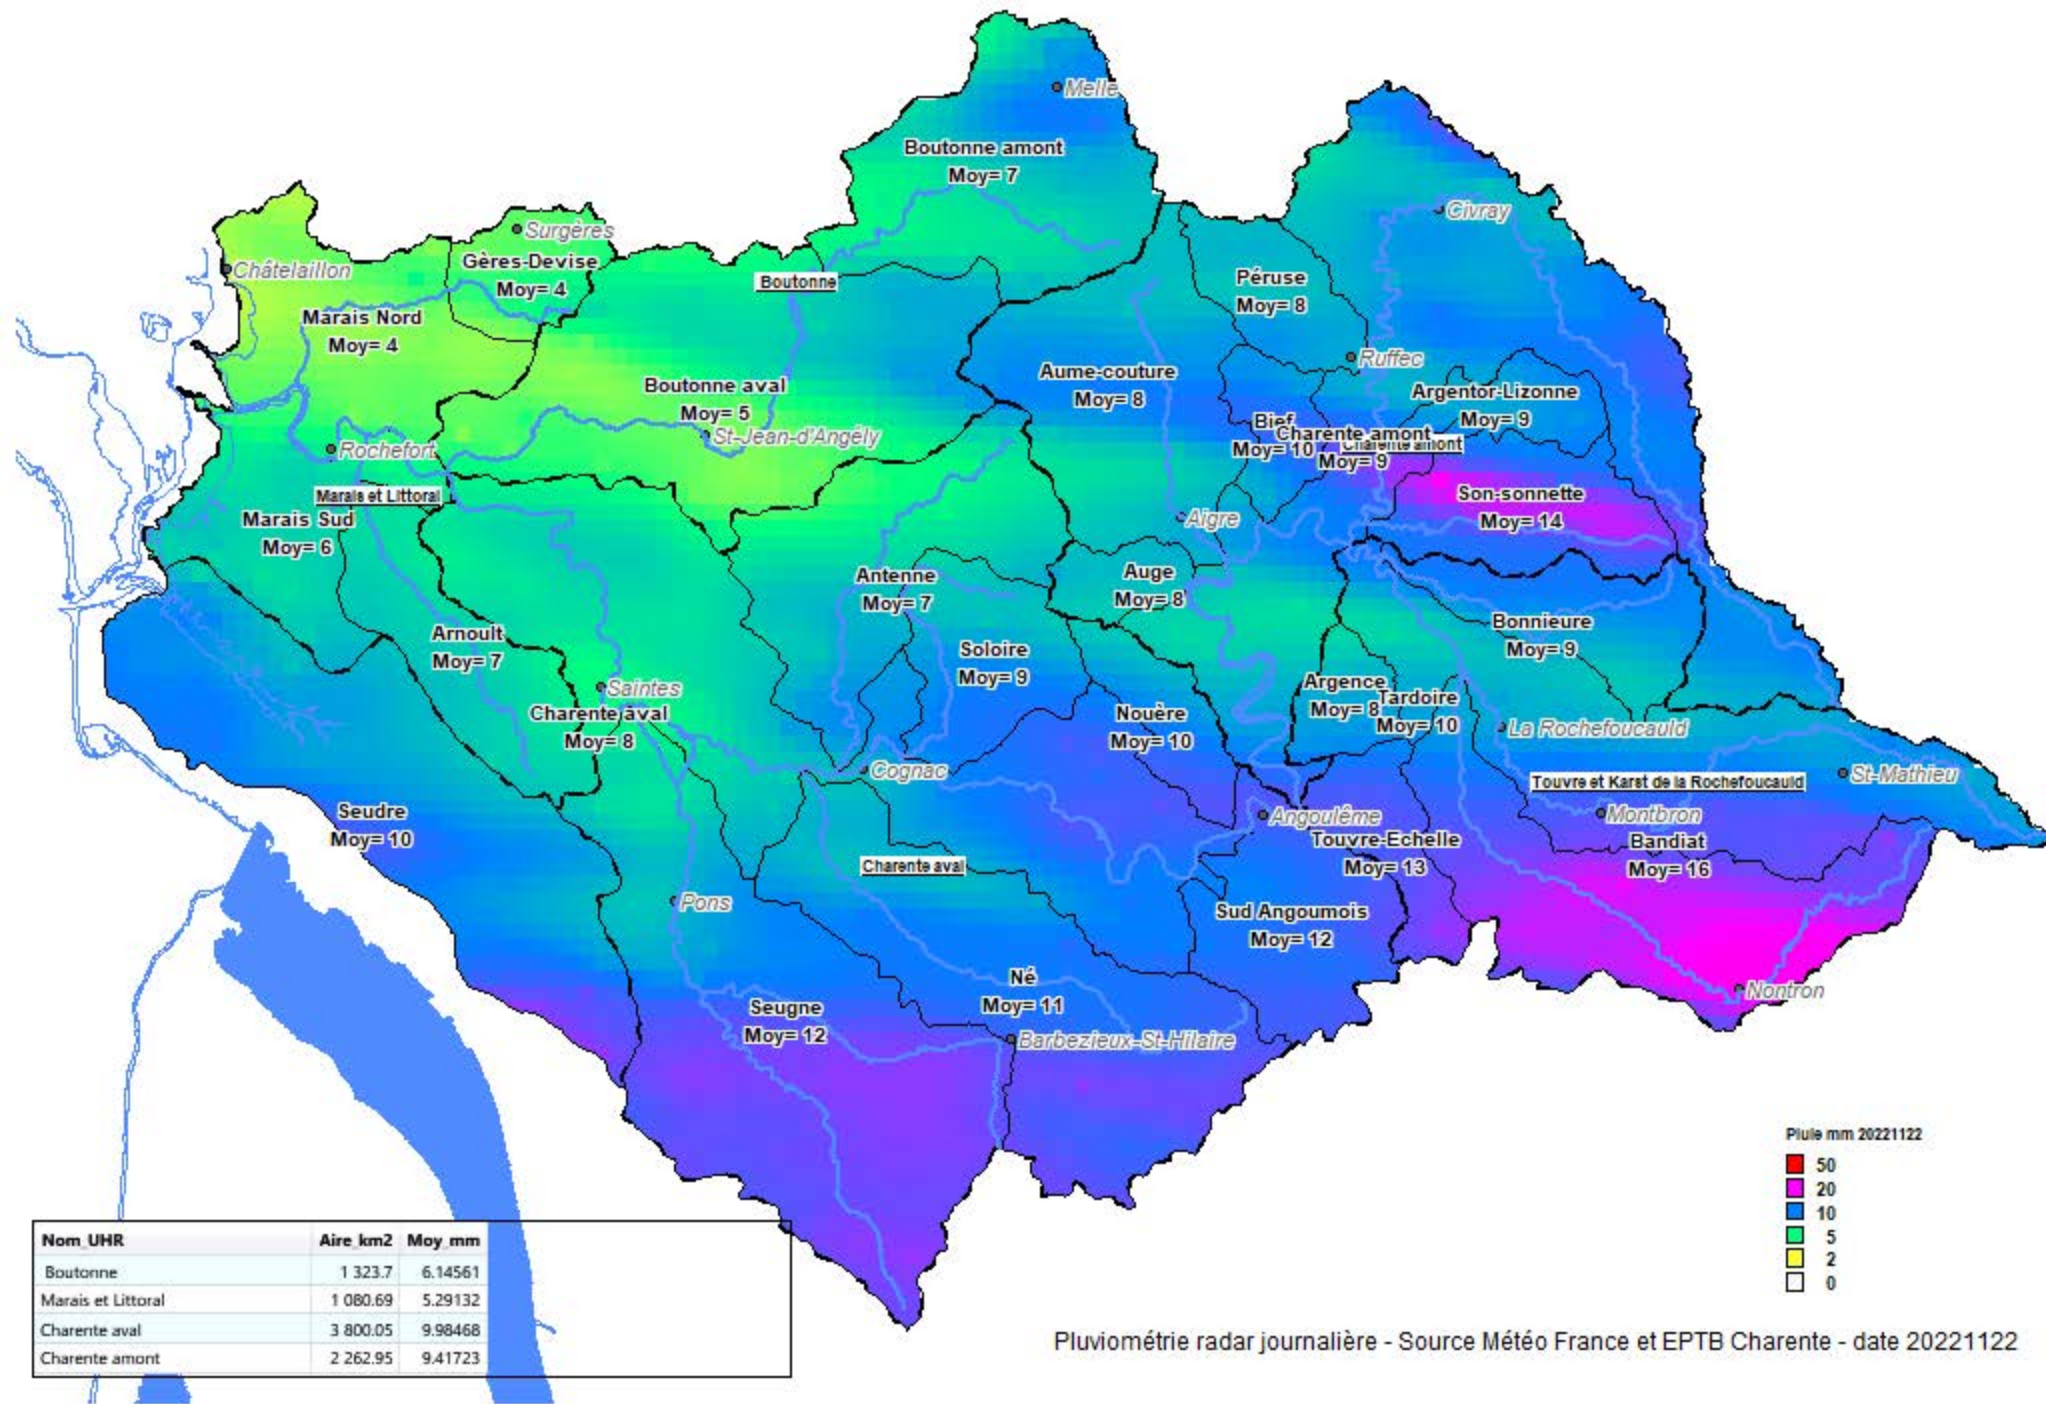 Melle
Boutonne amont
Moy= 7
Civray
Surgères
Châtelaillon
Gères-Devise
Moy= 4
Boutonne
Péruse
Moy= 8
Marais Nord
Moy= 4
Ruffec
Aume-couture
Moy= 8
Boutonne aval
Moy= 5
Argentor-Lizonne
Moy= 9
St-Jean-d'Angély
Bief
Moy= 10
Charente amont
Moy= 9
Charente amont
Rochefort
Marais et Littoral
Son-sonnette
Moy= 14
Marais Sud
Moy= 6
Aigre
Antenne
Moy= 7
Auge
Moy= 8
Arnoult
Moy= 7
Bonnieure
Moy= 9
Soloire
Moy= 9
Saintes
Argence
Moy= 8
Tardoire
Moy= 10
Charente aval
Moy= 8
Nouère
Moy= 10
La Rochefoucauld
Cognac
Touvre et Karst de la Rochefoucauld
St-Mathieu
Seudre
Moy= 10
Angoulême
Montbron
Touvre-Echelle
Moy= 13
Bandiat
Moy= 16
Charente aval
Pons
Sud Angoumois
Moy= 12
Né
Moy= 11
Nontron
Seugne
Moy= 12
Barbezieux-St-Hilaire
Pluie mm 20221122
50
20
10
5
2
0
Nom_UHR Aire_km2 Moy_mm
Boutonne 1 323.7 6.14561
Marais et Littoral 1 080.69 5.29132
Charente aval 3 800.05 9.98468
Charente amont 2 262.95 9.41723
Pluviométrie radar journalière - Source Météo France et EPTB Charente - date 20221122